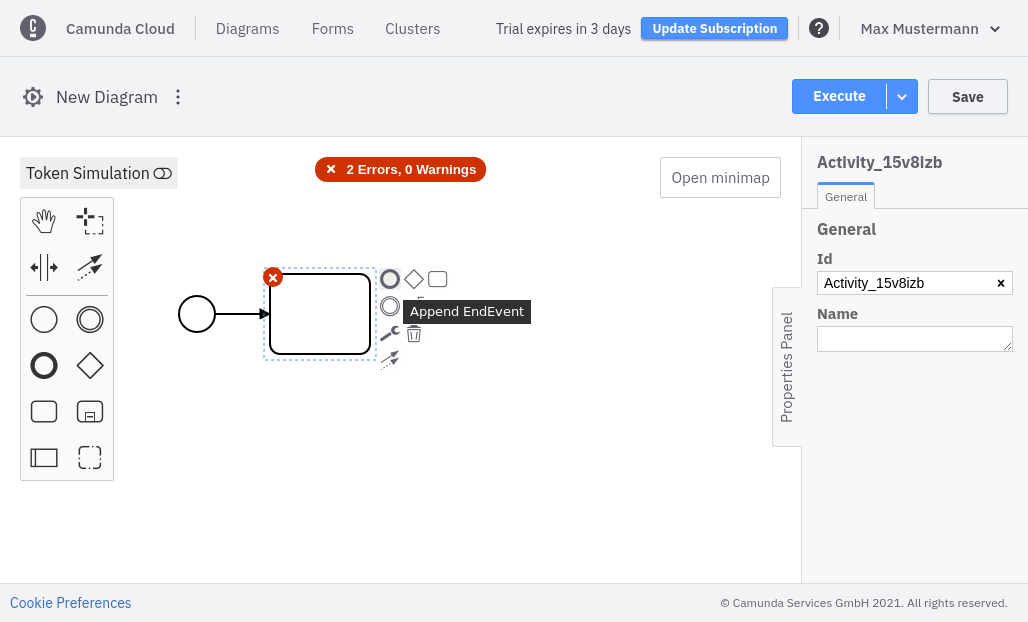 Camunda Cloud
Diagrams
Forms
Clusters
Trial expires in 3 days
Update Subscription
?
Max Mustermann
New Diagram
Execute
Save
Token Simulation
2 Errors, 0 Warnings
Open minimap
Append EndEvent
Properties Panel
Activity_15v8izb
General
General
Id
Activity_15v8izb
Name
Cookie Preferences
© Camunda Services GmbH 2021. All rights reserved.